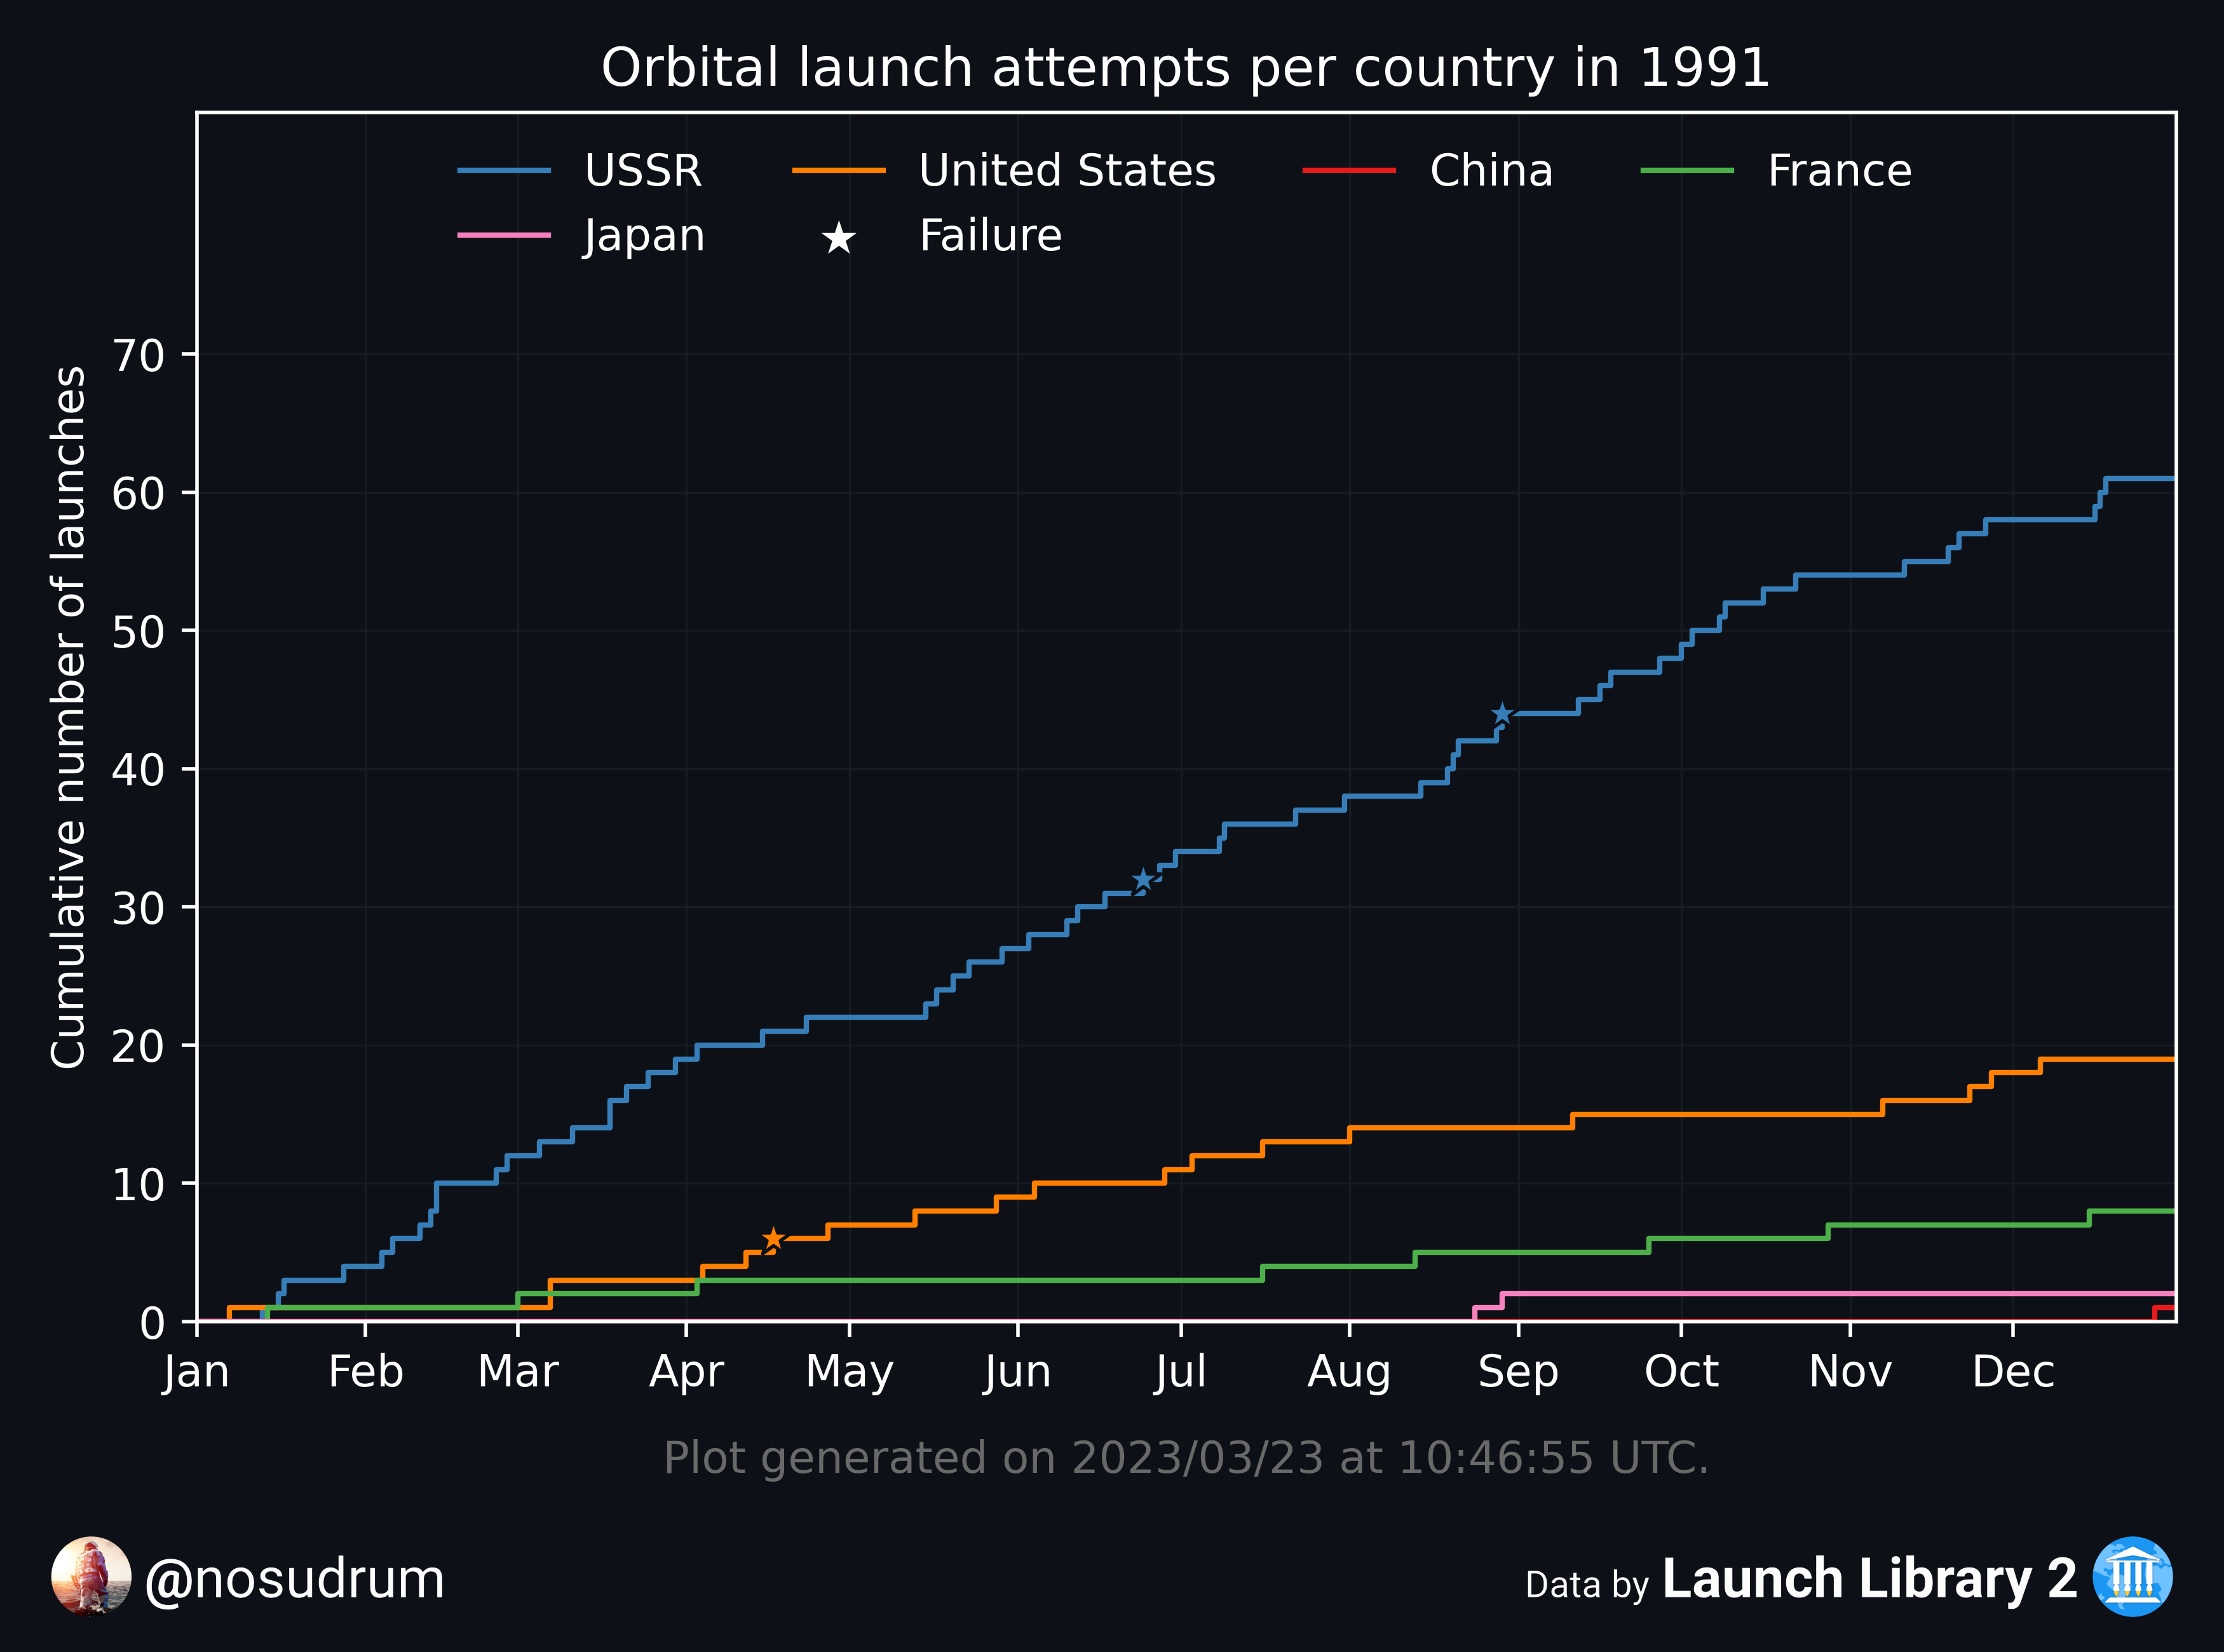 Orbital launch attempts per country in 1991
USSR United States China France
Japan Failure
Cumulative number of launches
70
60
50
40
30
20
10
0
Jan Feb Mar Apr May Jun Jul Aug Sep Oct Nov Dec
Plot generated on 2023/03/23 at 10:46:55 UTC.
@nosudrum
Data by Launch Library 2